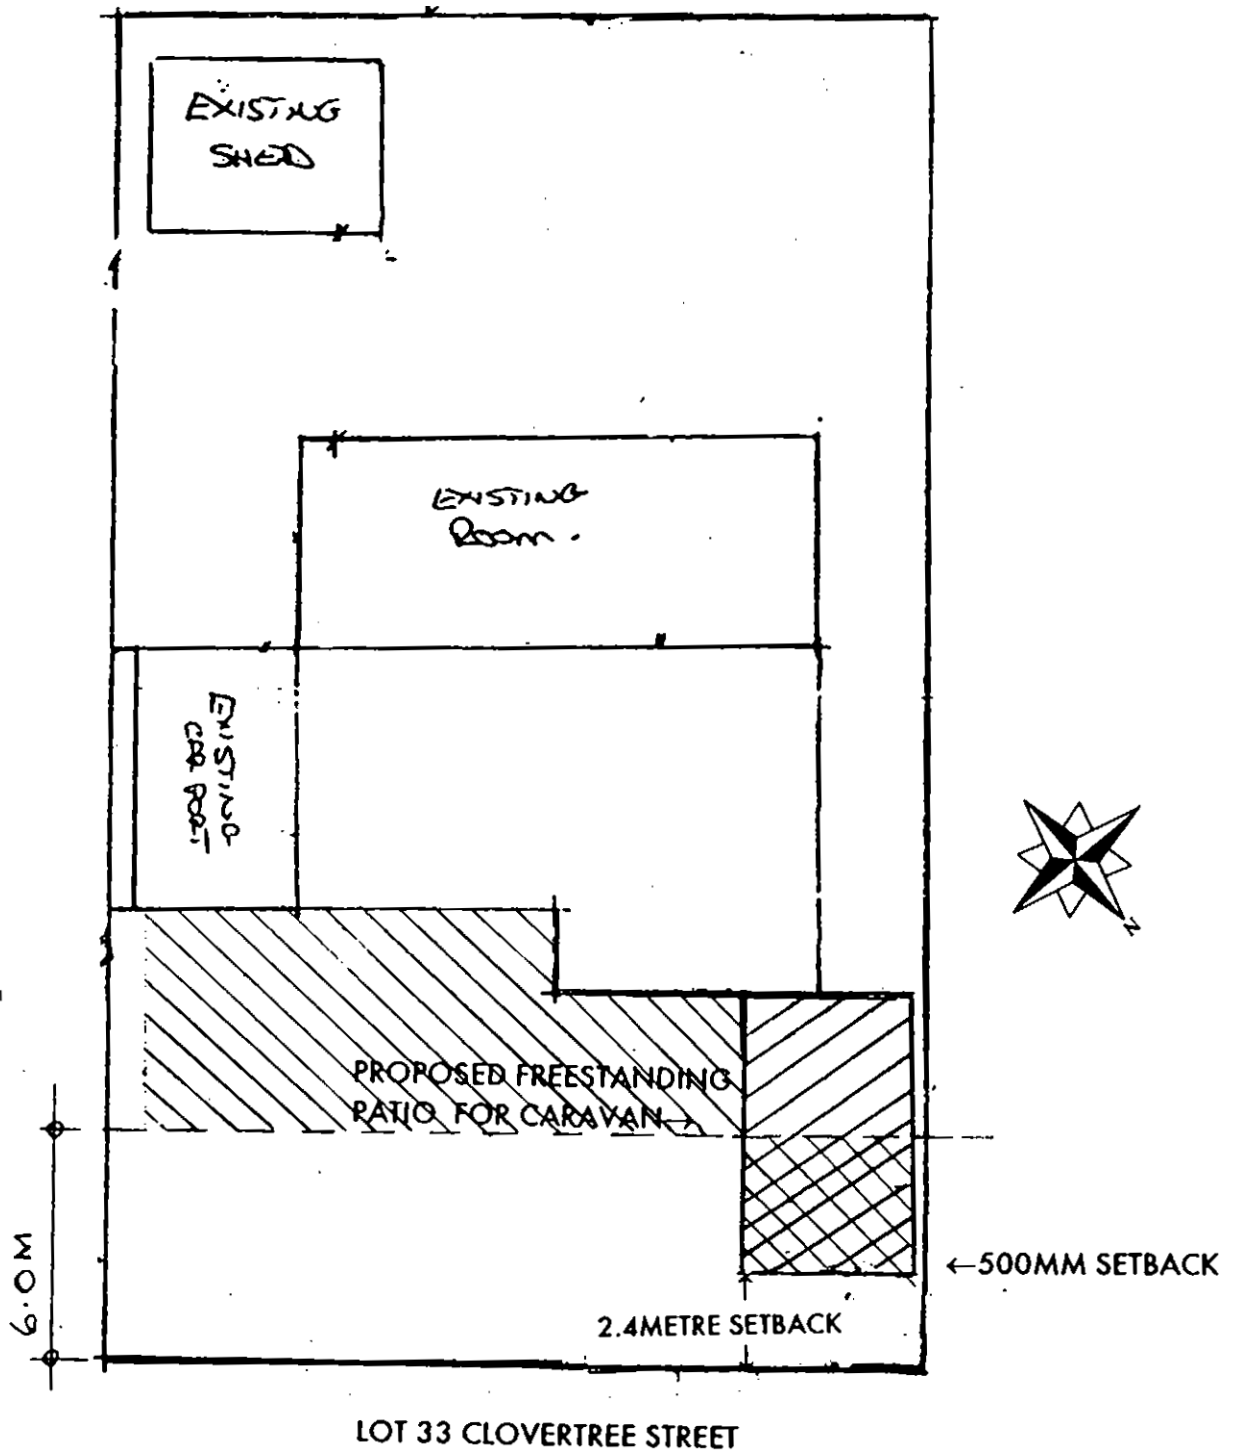 EXISTING
SHED
EXISTING
ROOM.
EXISTING
CAR PORT
N
PROPOSED FREESTANDING
PATIO FOR CARAVAN→
6.0M
←500MM SETBACK
2.4METRE SETBACK
LOT 33 CLOVERTREE STREET